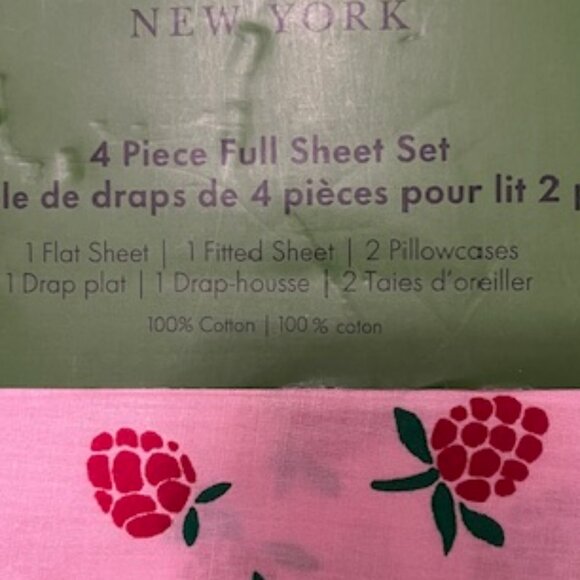 NEW YORK
4 Piece Full Sheet Set
le de draps de 4 pièces pour lit 2 p
1 Flat Sheet | 1 Fitted Sheet | 2 Pillowcases
1 Drap plat | 1 Drap-housse | 2 Taies d'oreiller
100% Cotton | 100% coton